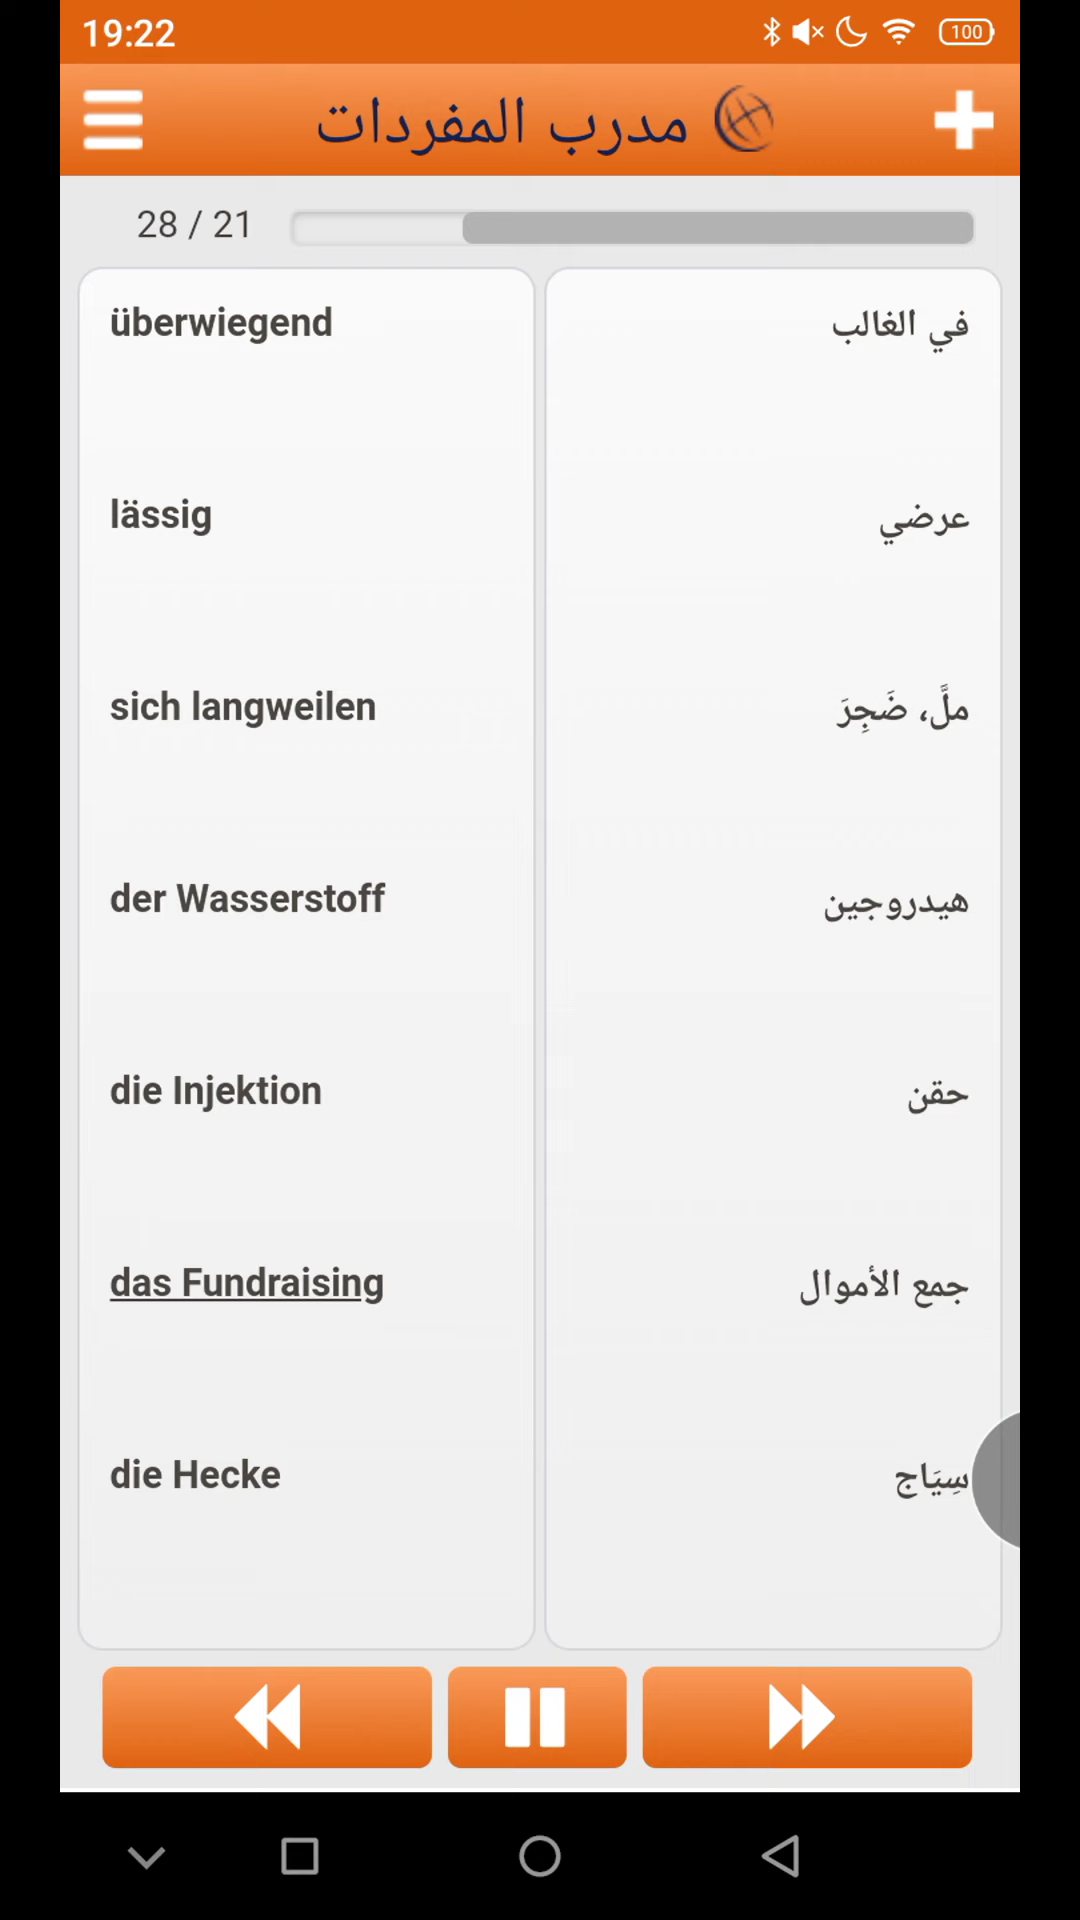 19:22
100
مدرب المفردات
28 / 21
überwiegend
في الغالب
lässig
عرضي
sich langweilen
ملَّ، ضَجِرَ
der Wasserstoff
هيدروجين
die Injektion
حقن
das Fundraising
جمع الأموال
die Hecke
سِيَاج